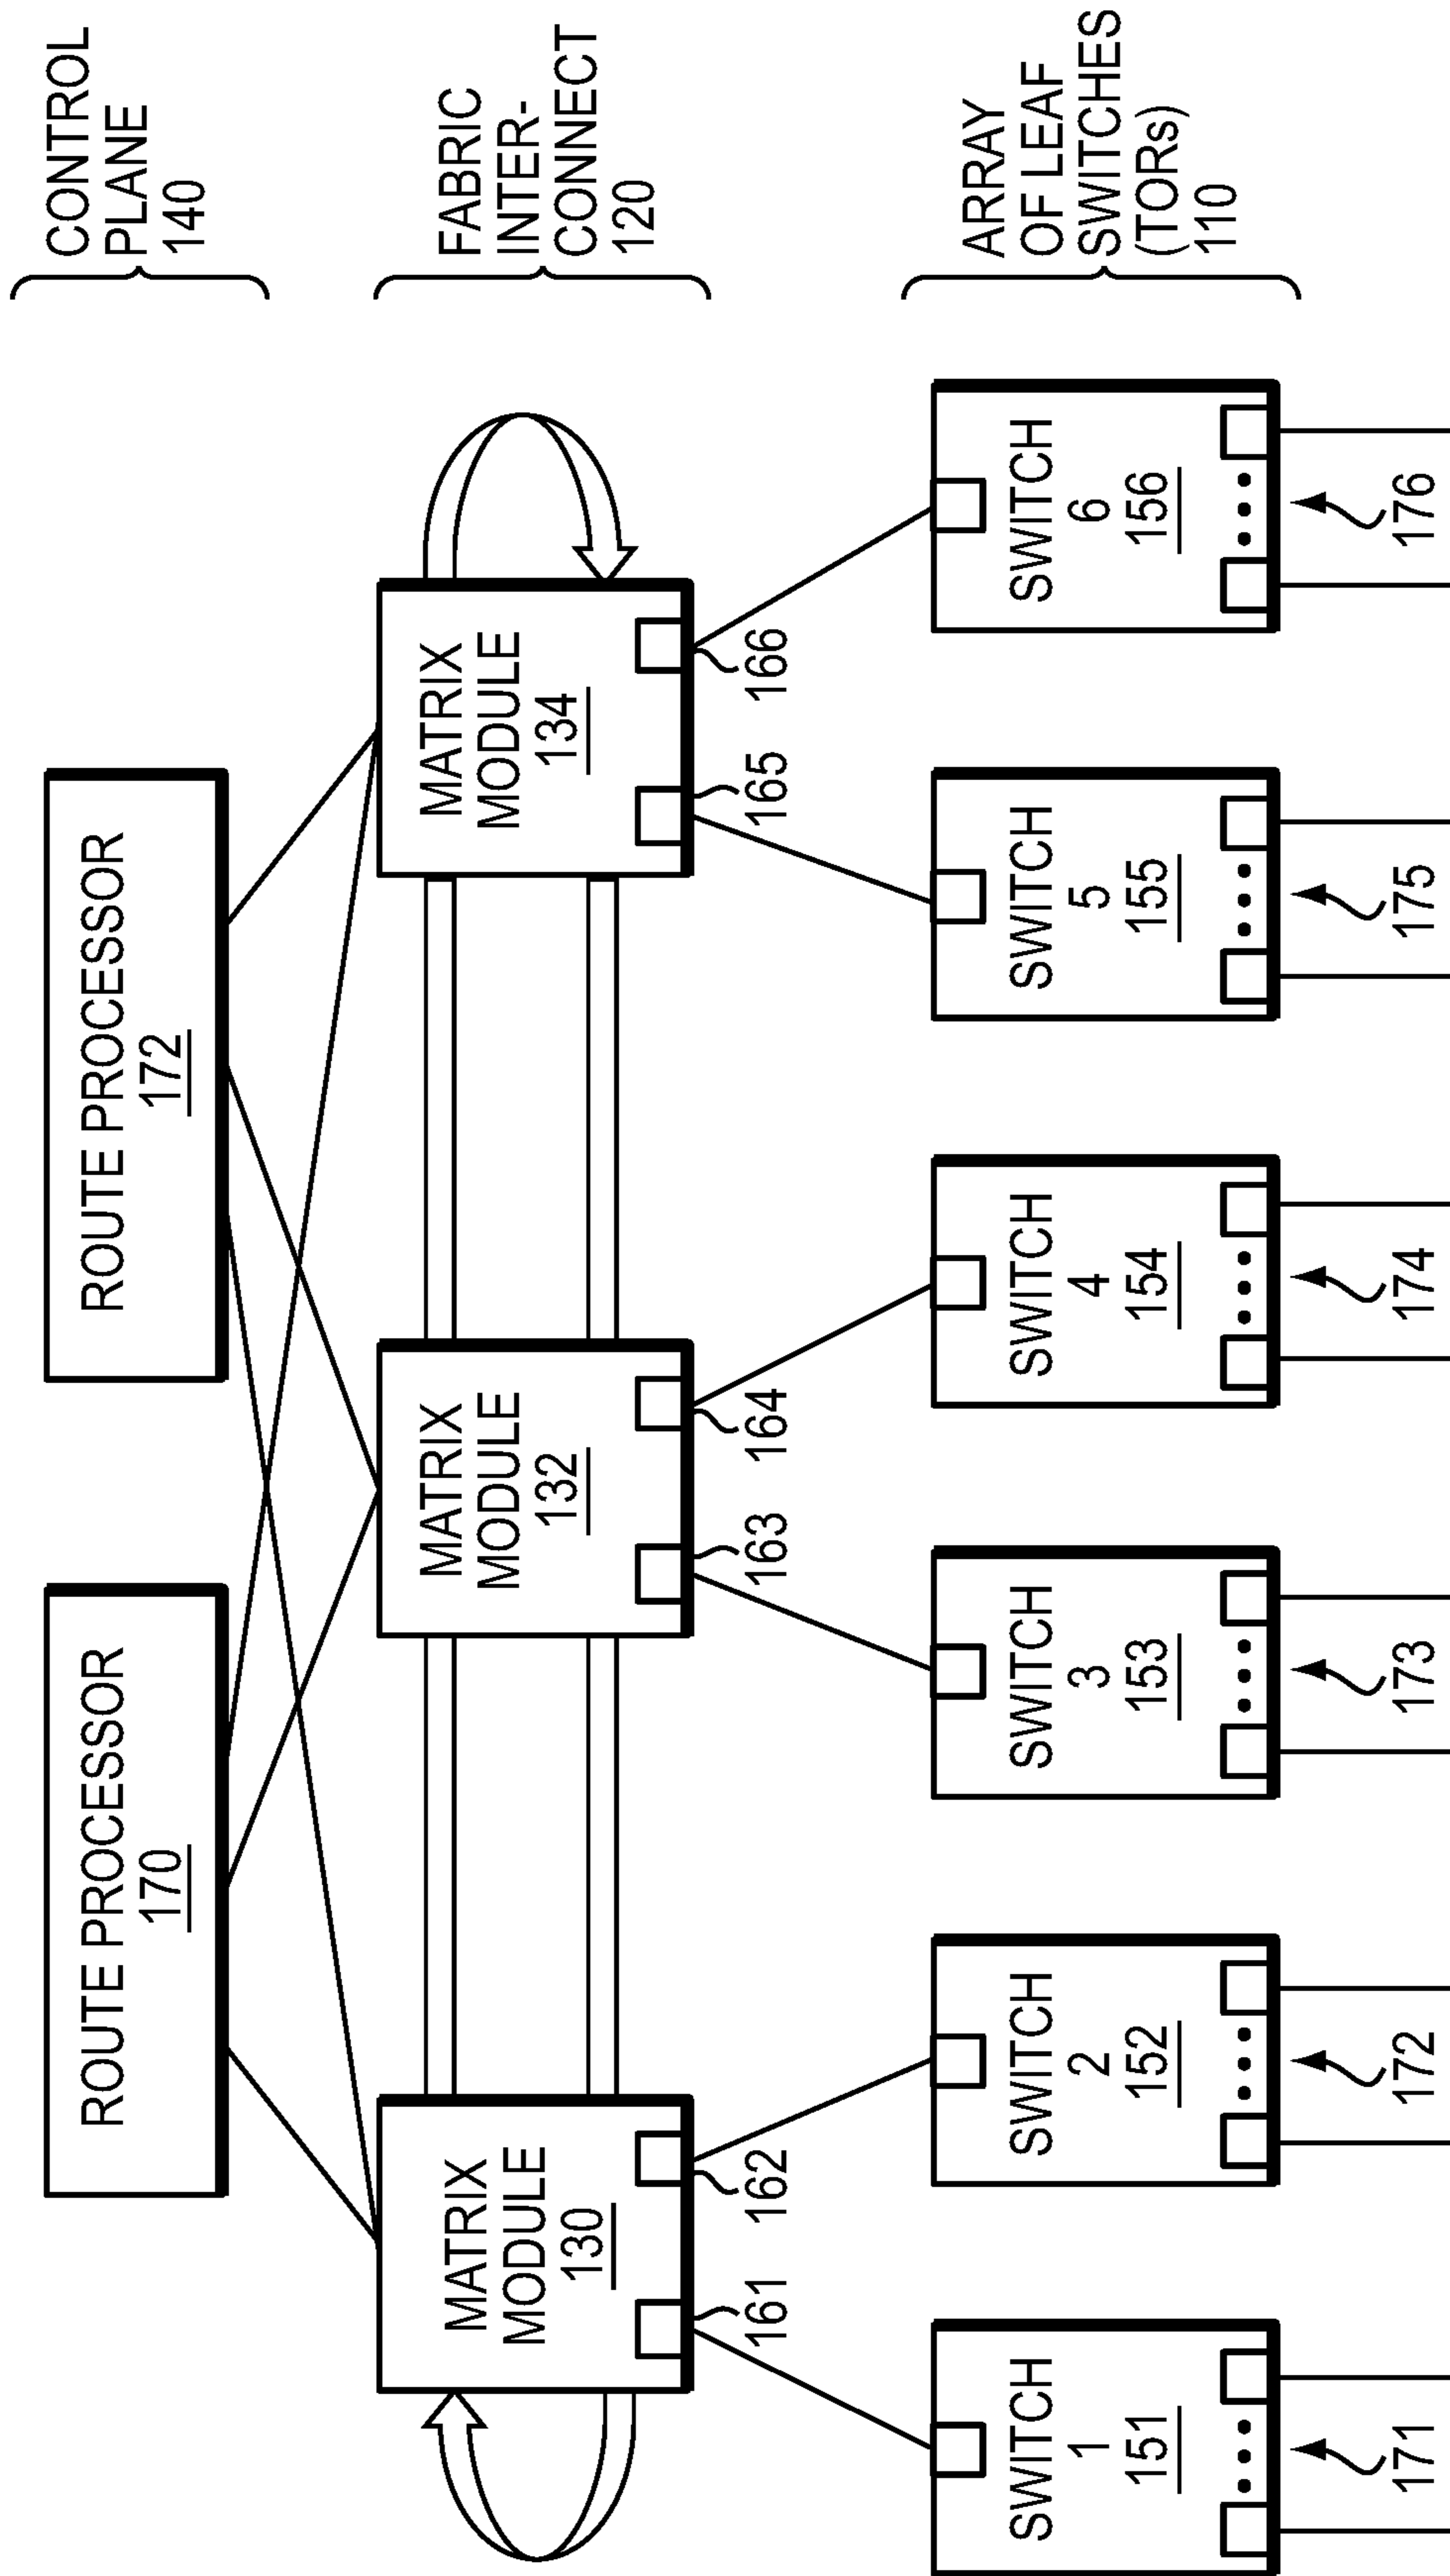 ROUTE PROCESSOR
170
ROUTE PROCESSOR
172
CONTROL
PLANE
140
MATRIX
MODULE
130
MATRIX
MODULE
132
MATRIX
MODULE
134
FABRIC
INTER-
CONNECT
120
161
162
163
164
165
166
SWITCH
1
151
SWITCH
2
152
SWITCH
3
153
SWITCH
4
154
SWITCH
5
155
SWITCH
6
156
ARRAY
OF LEAF
SWITCHES
(TORs)
110
171
172
173
174
175
176